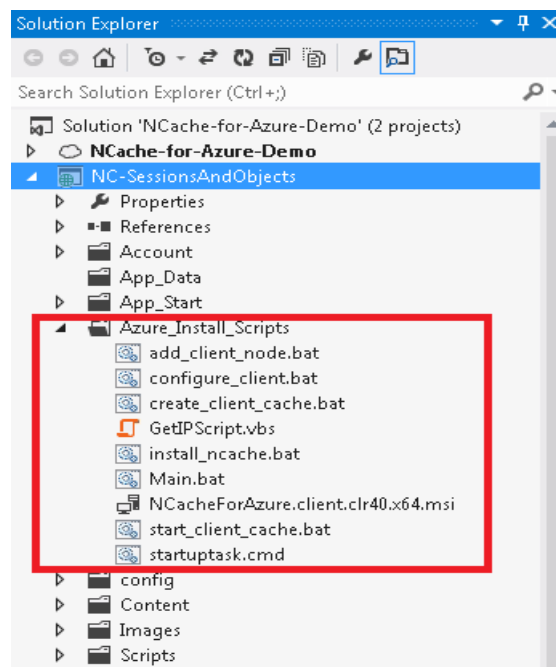 Solution Explorer
Search Solution Explorer (Ctrl+;)
Solution 'NCache-for-Azure-Demo' (2 projects)
NCache-for-Azure-Demo
NC-SessionsAndObjects
Properties
References
Account
App_Data
App_Start
Azure_Install_Scripts
add_client_node.bat
configure_client.bat
create_client_cache.bat
GetIPScript.vbs
install_ncache.bat
Main.bat
NCacheForAzure.client.clr40.x64.msi
start_client_cache.bat
startuptask.cmd
config
Content
Images
Scripts